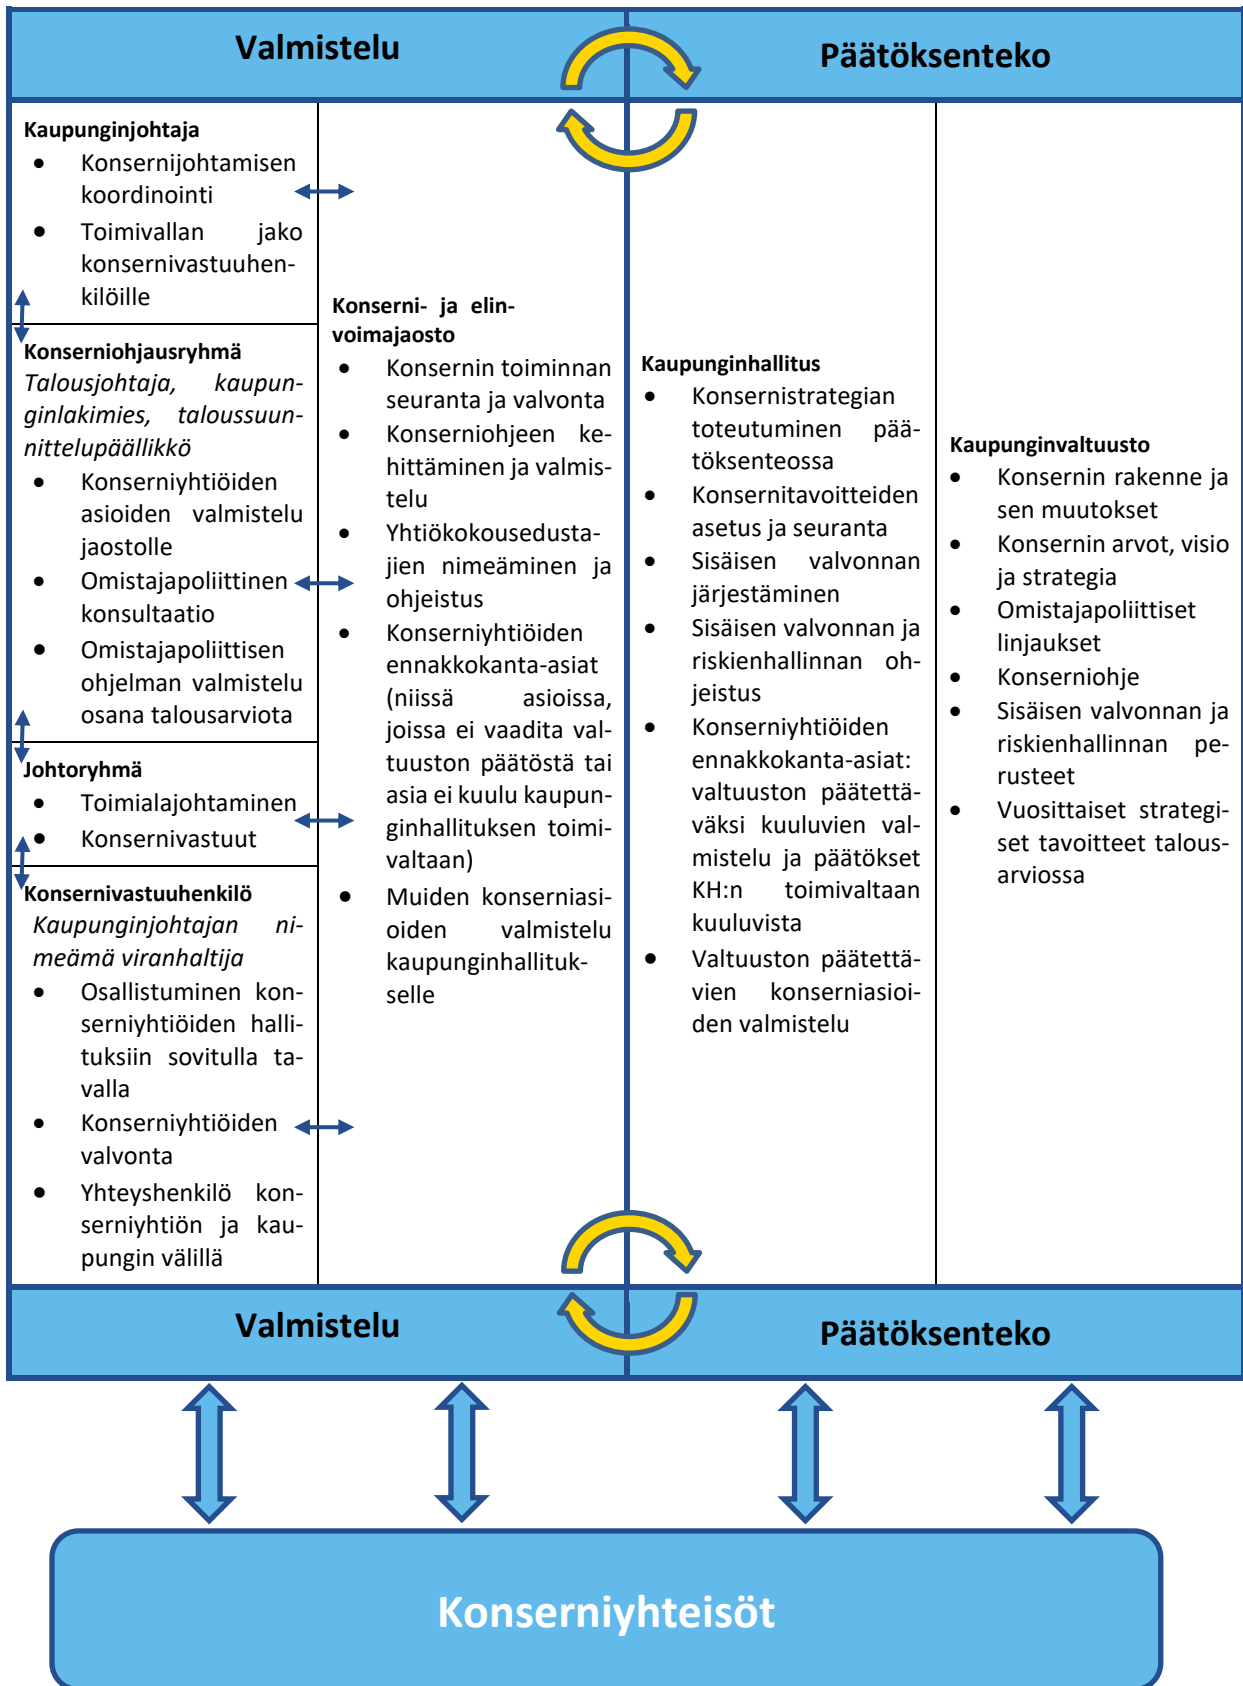 Valmistelu
Päätöksenteko
Kaupunginjohtaja
• Konsernijohtamisen
koordinointi
• Toimivallan jako
konsernivastuuhen-
kilöille
Konserniohjausryhmä
Talousjohtaja, kaupun-
ginlakimies, taloussuun-
nittelupäällikkö
• Konserniyhtiöiden
asioiden valmistelu
jaostolle
• Omistajapoliittinen
konsultaatio
• Omistajapoliittisen
ohjelman valmistelu
osana talousarviota
Johtoryhmä
• Toimialajohtaminen
• Konsernivastuut
Konsernivastuuhenkilö
Kaupunginjohtajan ni-
meämä viranhaltija
• Osallistuminen kon-
serniyhtiöiden halli-
tuksiin sovitulla ta-
valla
• Konserniyhtiöiden
valvonta
• Yhteyshenkilö kon-
serniyhtiön ja kau-
pungin välillä
Konserni- ja elin-
voimajaosto
• Konsernin toiminnan
seuranta ja valvonta
• Konserniohjeen ke-
hittäminen ja valmis-
telu
• Yhtiökokousedusta-
jien nimeäminen ja
ohjeistus
• Konserniyhtiöiden
ennakkokanta-asiat
(niissä asioissa,
joissa ei vaadita val-
tuuston päätöstä tai
asia ei kuulu kaupun-
ginhallituksen toimi-
valtaan)
• Muiden konserniasi-
oiden valmistelu
kaupunginhallituk-
selle
Kaupunginhallitus
• Konsernistrategian
toteutuminen pää-
töksenteossa
• Konsernitavoitteiden
asetus ja seuranta
• Sisäisen valvonnan
järjestäminen
• Sisäisen valvonnan ja
riskienhallinnan oh-
jeistus
• Konserniyhtiöiden
ennakkokanta-asiat:
valtuuston päätettä-
väksi kuuluvien val-
mistelu ja päätökset
KH:n toimivaltaan
kuuluvista
• Valtuuston päätettä-
vien konserniasioi-
den valmistelu
Kaupunginvaltuusto
• Konsernin rakenne ja
sen muutokset
• Konsernin arvot, visio
ja strategia
• Omistajapoliittiset
linjaukset
• Konserniohje
• Sisäisen valvonnan ja
riskienhallinnan pe-
rusteet
• Vuosittaiset strategi-
set tavoitteet talous-
arviossa
Valmistelu
Päätöksenteko
Konserniyhteisöt